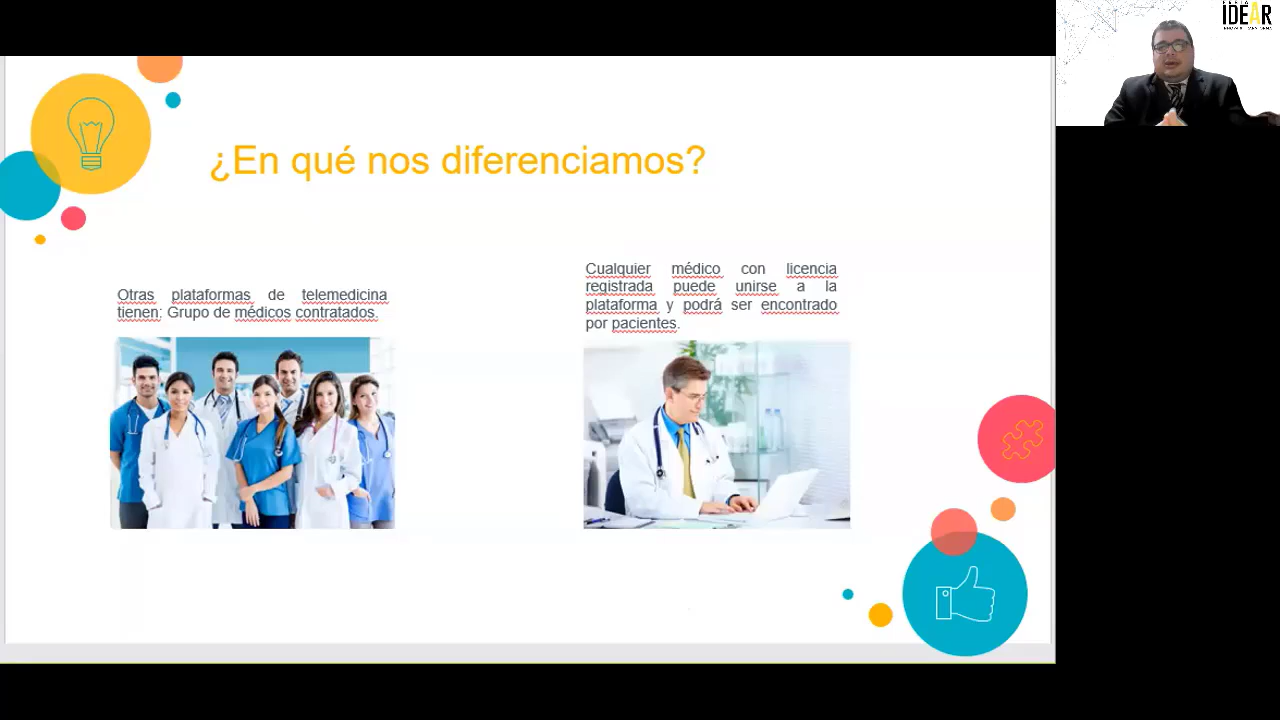 IDEAR
¿En qué nos diferenciamos?
Otras plataformas de telemedicina
tienen: Grupo de médicos contratados.
Cualquier médico con licencia
registrada puede unirse a la
plataforma y podrá ser encontrado
por pacientes.